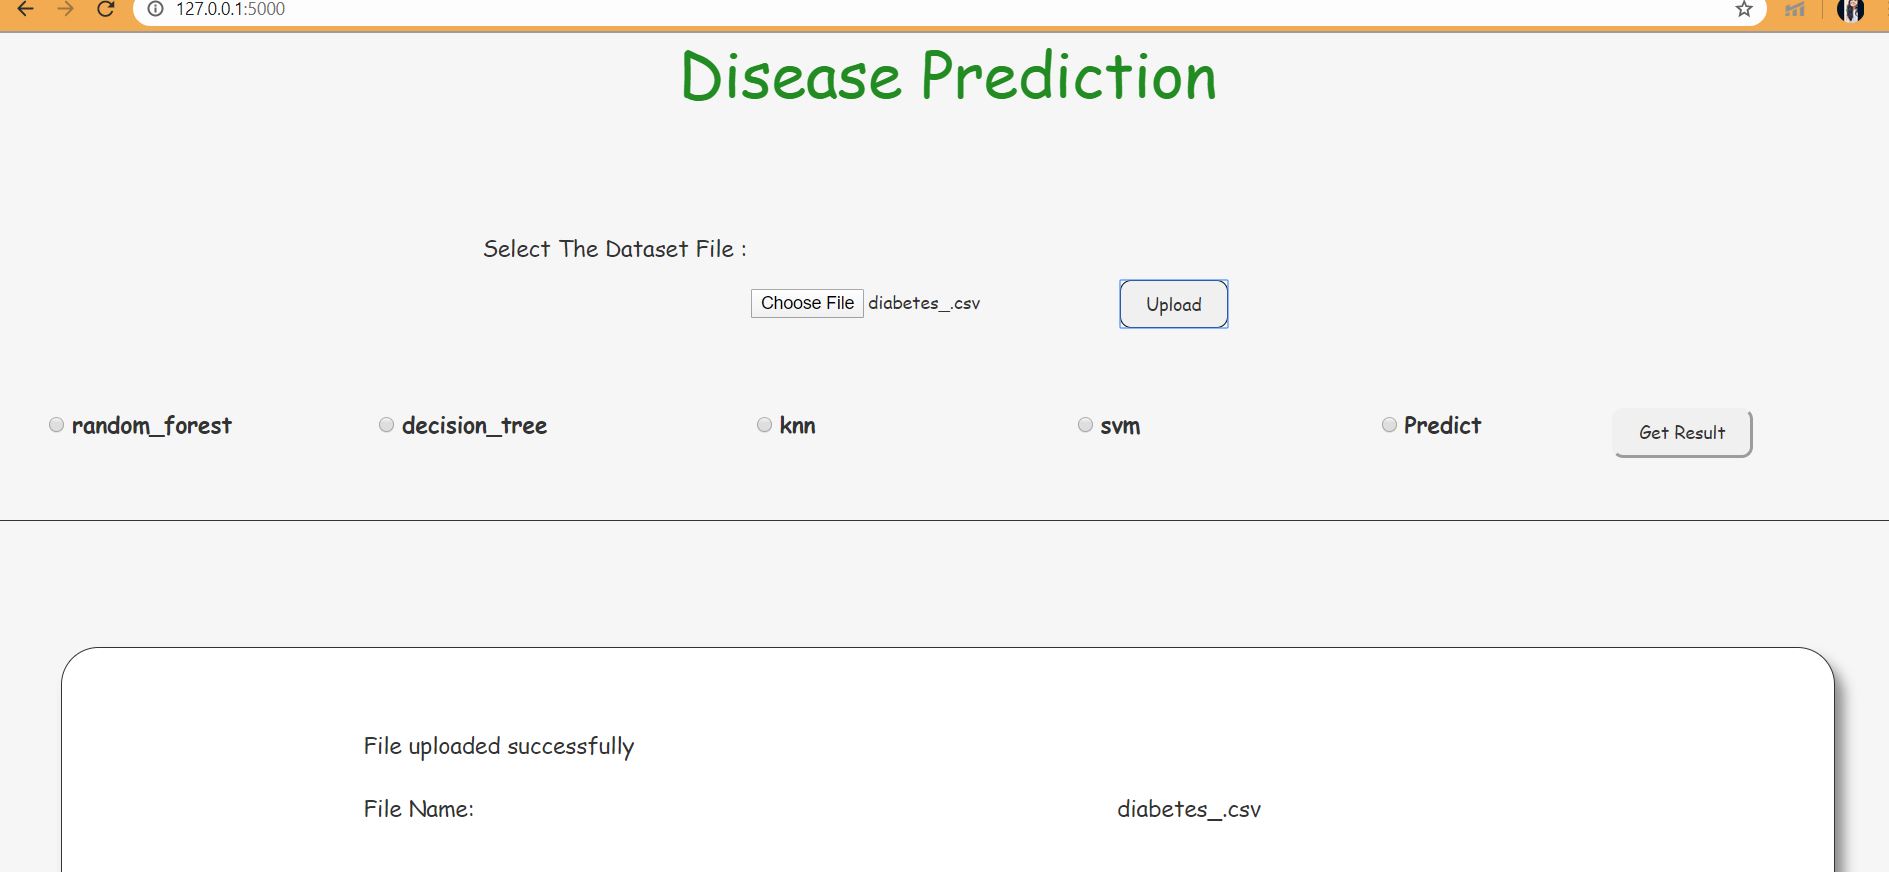 127.0.0.1:5000
Disease Prediction
Select The Dataset File :
Choose File diabetes_.csv Upload
random_forest decision_tree knn svm Predict Get Result
File uploaded successfully
File Name: diabetes_.csv